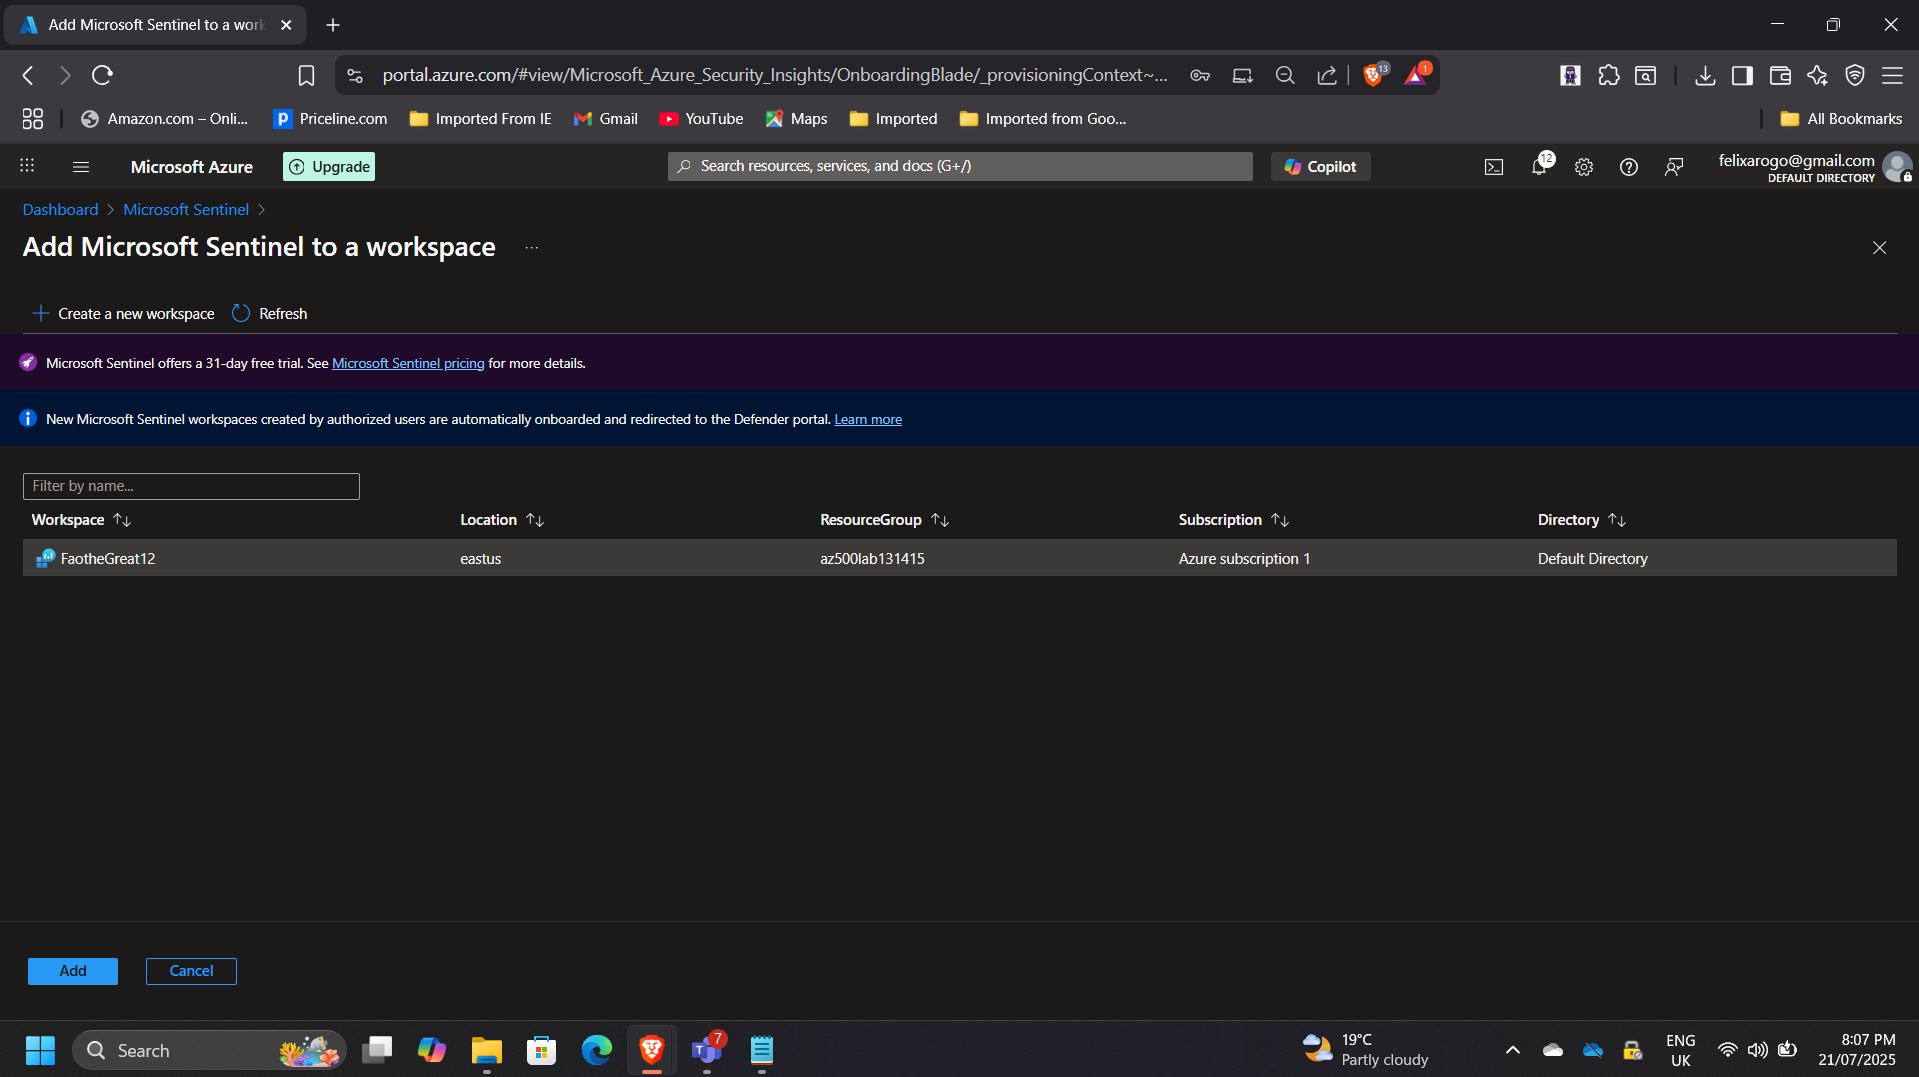 Add Microsoft Sentinel to a work
portal.azure.com/#view/Microsoft_Azure_Security_Insights/OnboardingBlade/_provisioningContext~...
13
1
Amazon.com – Onli...
Priceline.com
Imported From IE
Gmail
YouTube
Maps
Imported
Imported from Goo...
All Bookmarks
Microsoft Azure
Upgrade
Search resources, services, and docs (G+/)
Copilot
12
felixarogo@gmail.com
DEFAULT DIRECTORY
Dashboard > Microsoft Sentinel >
Add Microsoft Sentinel to a workspace ...
Create a new workspace
Refresh
Microsoft Sentinel offers a 31-day free trial. See Microsoft Sentinel pricing for more details.
New Microsoft Sentinel workspaces created by authorized users are automatically onboarded and redirected to the Defender portal. Learn more
Filter by name...
Workspace Location ResourceGroup Subscription Directory
FaotheGreat12 eastus az500lab131415 Azure subscription 1 Default Directory
Add
Cancel
Search
7
19°C
Partly cloudy
ENG
UK
8:07 PM
21/07/2025